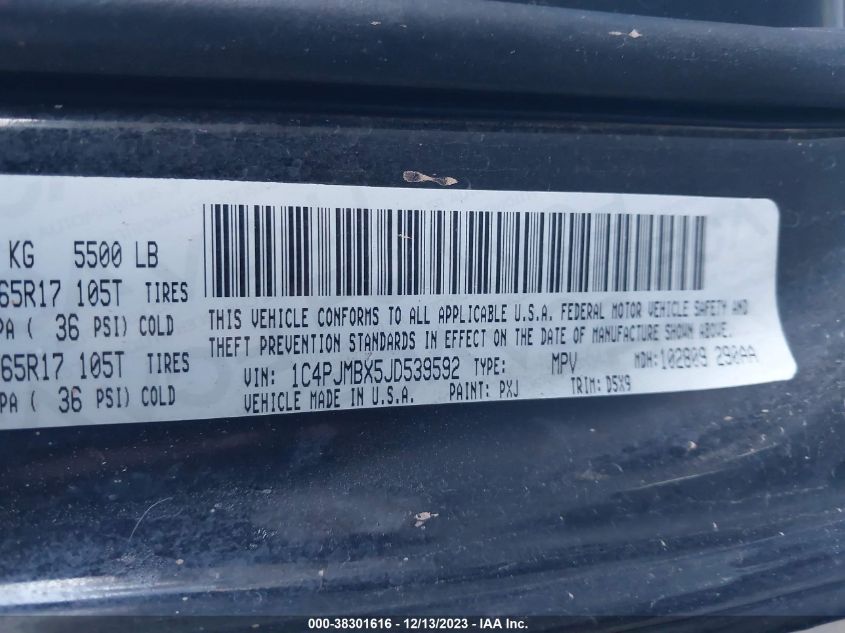 KG 5500 LB
65R17 105T TIRES
PA ( 36 PSI) COLD
65R17 105T TIRES
PA ( 36 PSI) COLD
THIS VEHICLE CONFORMS TO ALL APPLICABLE U.S.A. FEDERAL MOTOR VEHICLE SAFETY AND
THEFT PREVENTION STANDARDS IN EFFECT ON THE DATE OF MANUFACTURE SHOWN ABOVE.
VIN: 1C4PJMBX5JD539592 TYPE: MPV MDH: 102809 290AA
VEHICLE MADE IN U.S.A. PAINT: PXJ TRIM: D5X9
000-38301616 - 12/13/2023 - IAA Inc.